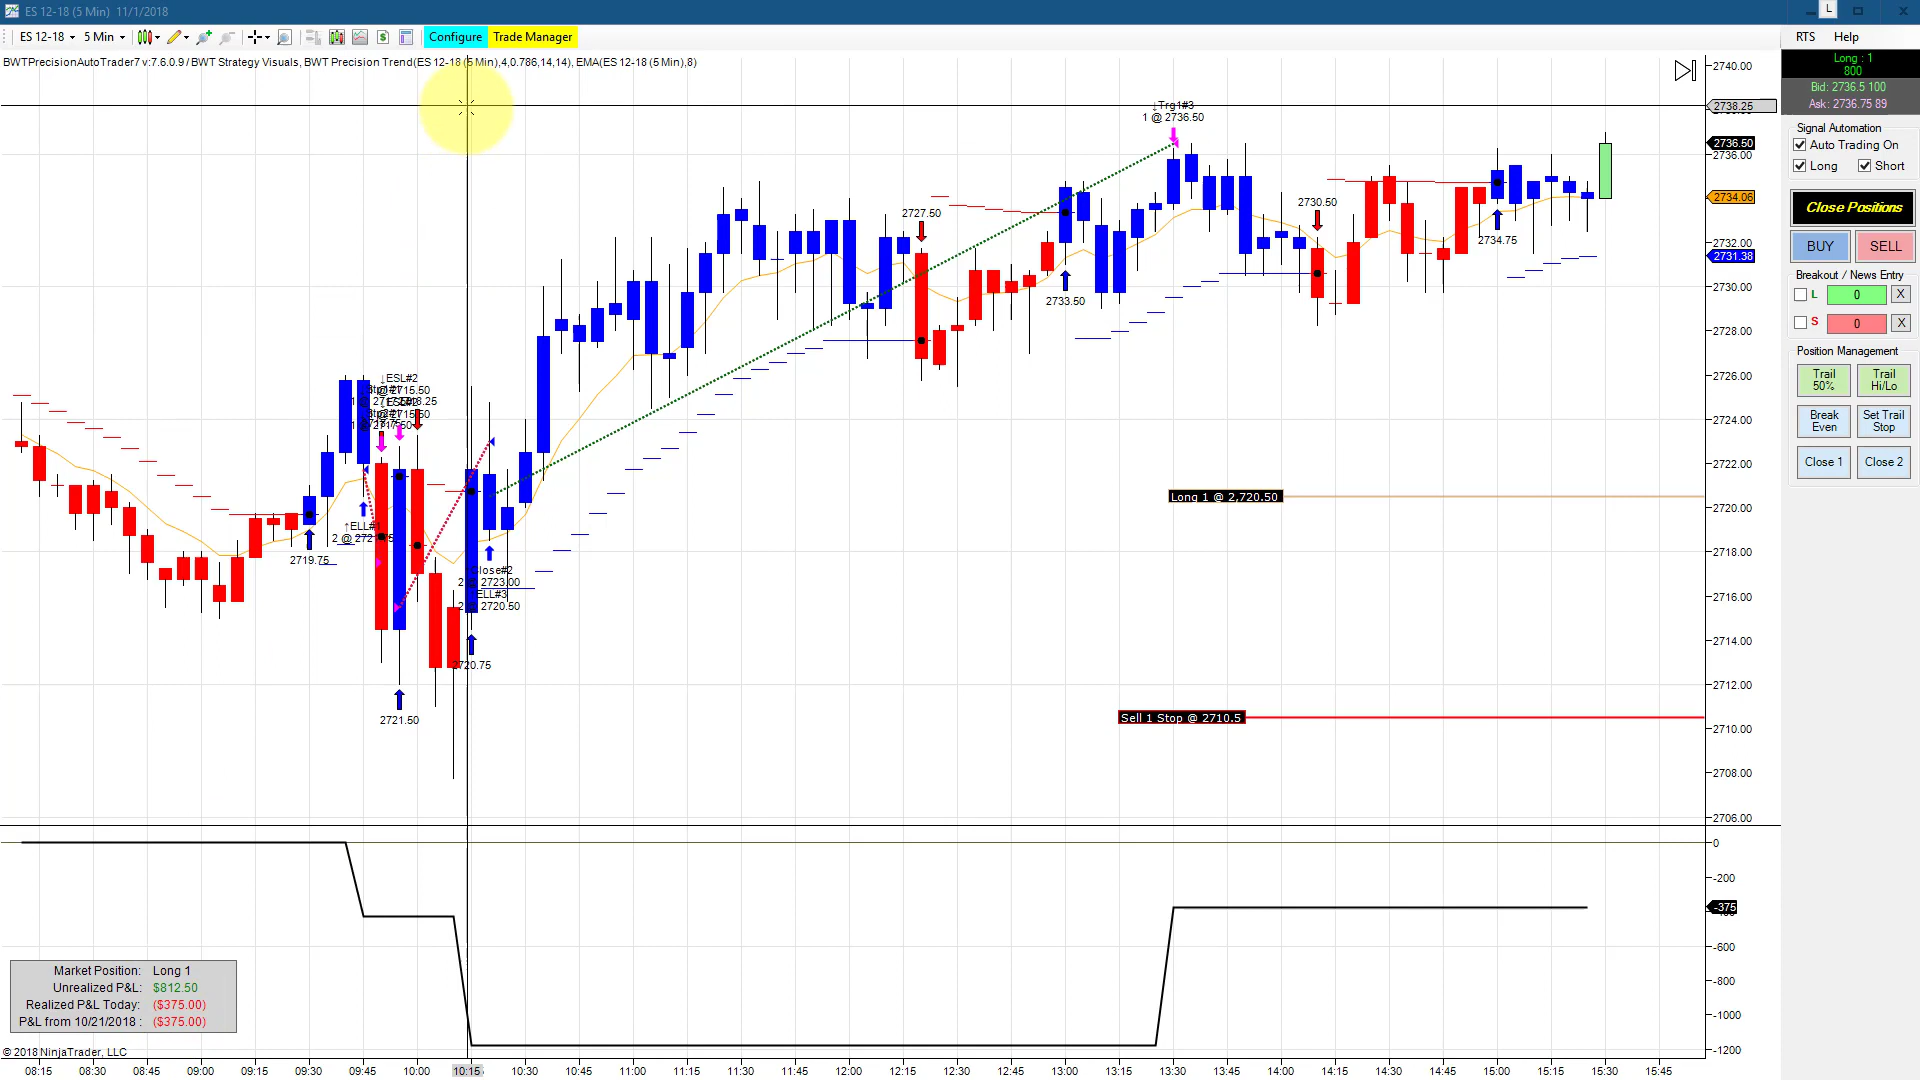 ES 12-18 (5 Min)  11/1/2018
L
ES 12-18  5 Min  Configure  Trade Manager
RTS  Help
BWTPrecisionAutoTrader7 v:7.6.0.9 / BWT Strategy Visuals, BWT Precision Trend(ES 12-18 (5 Min),4,0.786,14,14), EMA(ES 12-18 (5 Min),8)
Long : 1
800
Bid: 2736.5 100
Ask: 2736.75 89
Signal Automation
Auto Trading On
Long  Short
Close Positions
BUY  SELL
Breakout / News Entry
L  0  X
S  0  X
Position Management
Trail 50%
Trail Hi/Lo
Break Even
Set Trail Stop
Close 1  Close 2
2740.00
2738.25
2736.50
2736.00
2734.06
2732.00
2731.38
2730.00
2728.00
2726.00
2724.00
2722.00
2720.00
2718.00
2716.00
2714.00
2712.00
2710.00
2708.00
2706.00
↓Trg1#3
1 @ 2736.50
2727.50
2733.50
2730.50
2734.75
↓ESL#2
2719.75
↑ELL#1
2721.50
Close#2
2723.00
ELL#3
2720.50
2720.75
Long 1 @ 2,720.50
Sell 1 Stop @ 2710.5
0
-200
-375
-600
-800
-1000
-1200
Market Position:  Long 1
Unrealized P&L:  $812.50
Realized P&L Today:  ($375.00)
P&L from 10/21/2018 :  ($375.00)
© 2018 NinjaTrader, LLC
08:15  08:30  08:45  09:00  09:15  09:30  09:45  10:00  10:15  10:30  10:45  11:00  11:15  11:30  11:45  12:00  12:15  12:30  12:45  13:00  13:15  13:30  13:45  14:00  14:15  14:30  14:45  15:00  15:15  15:30  15:45